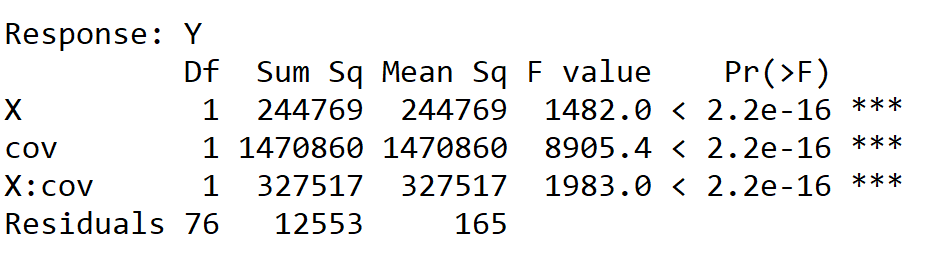 Response: Y
          Df  Sum Sq Mean Sq F value    Pr(>F)
X          1  244769  244769  1482.0 < 2.2e-16 ***
cov        1 1470860 1470860  8905.4 < 2.2e-16 ***
X:cov      1  327517  327517  1983.0 < 2.2e-16 ***
Residuals 76   12553     165